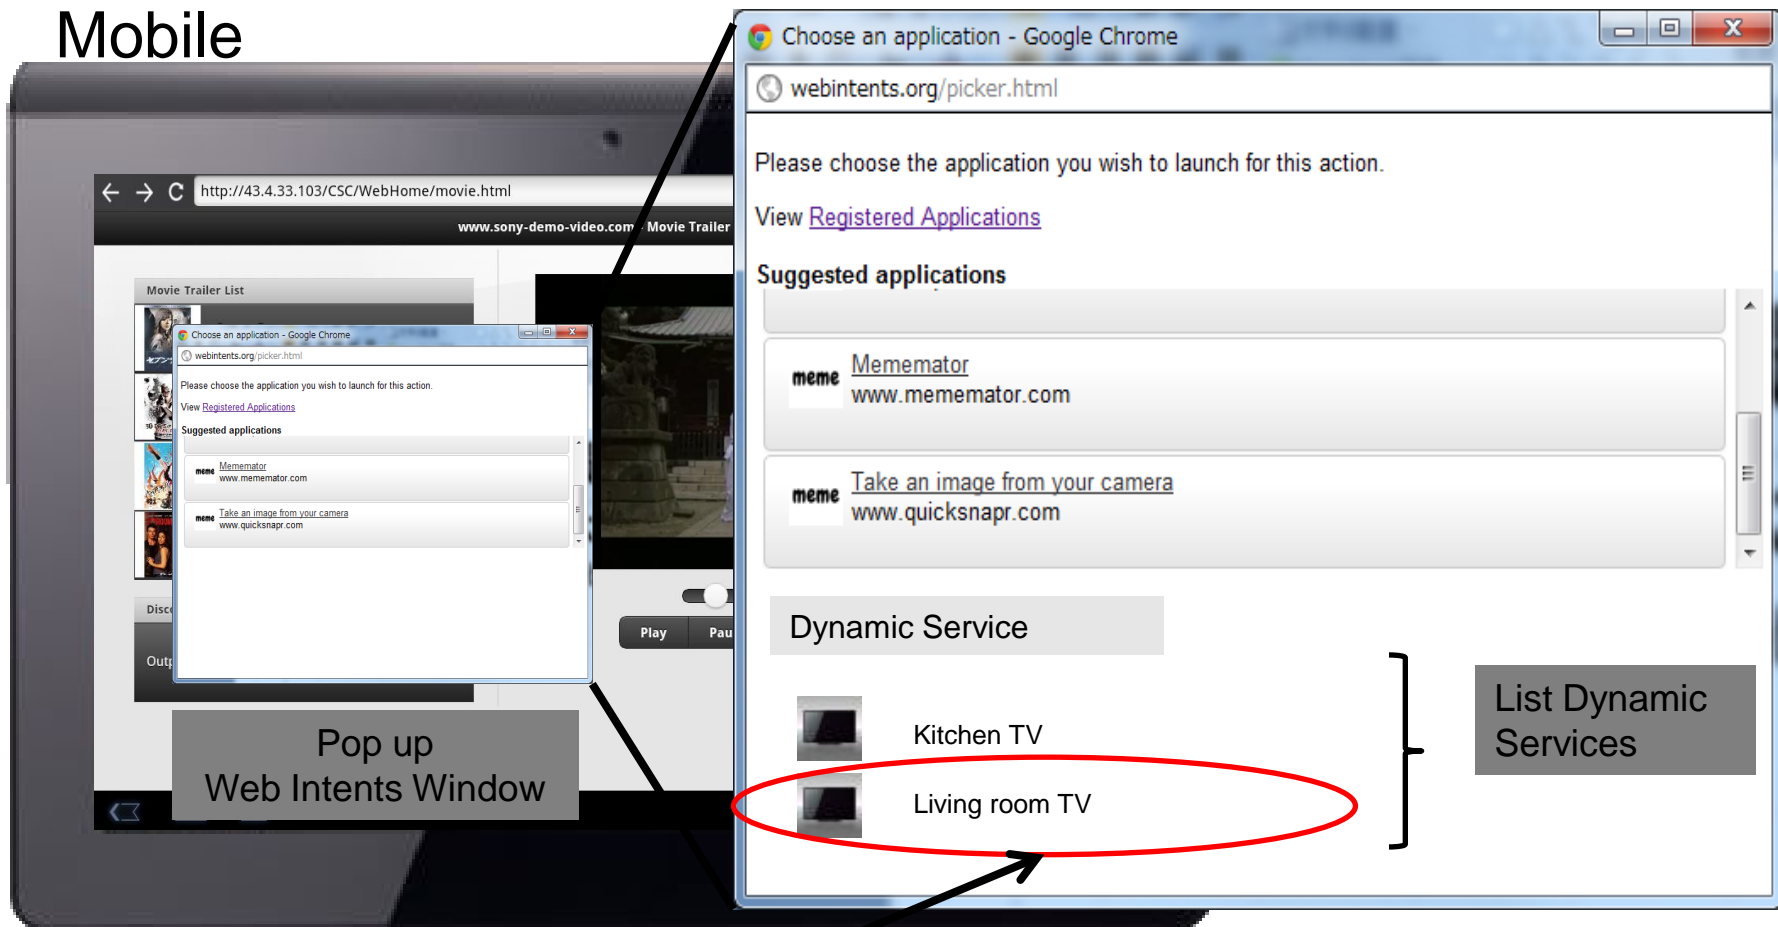 Mobile
http://43.4.33.103/CSC/WebHome/movie.html
www.sony-demo-video.com Movie Trailer
Movie Trailer List
Choose an application - Google Chrome
webintents.org/picker.html
Please choose the application you wish to launch for this action.
View Registered Applications
Suggested applications
meme
Mememator
www.mememator.com
meme
Take an image from your camera
www.quicksnapr.com
Play
Pau
Disc
Outp
Pop up
Web Intents Window
Choose an application - Google Chrome
webintents.org/picker.html
Please choose the application you wish to launch for this action.
View Registered Applications
Suggested applications
meme
Mememator
www.mememator.com
meme
Take an image from your camera
www.quicksnapr.com
Dynamic Service
Kitchen TV
Living room TV
List Dynamic
Services